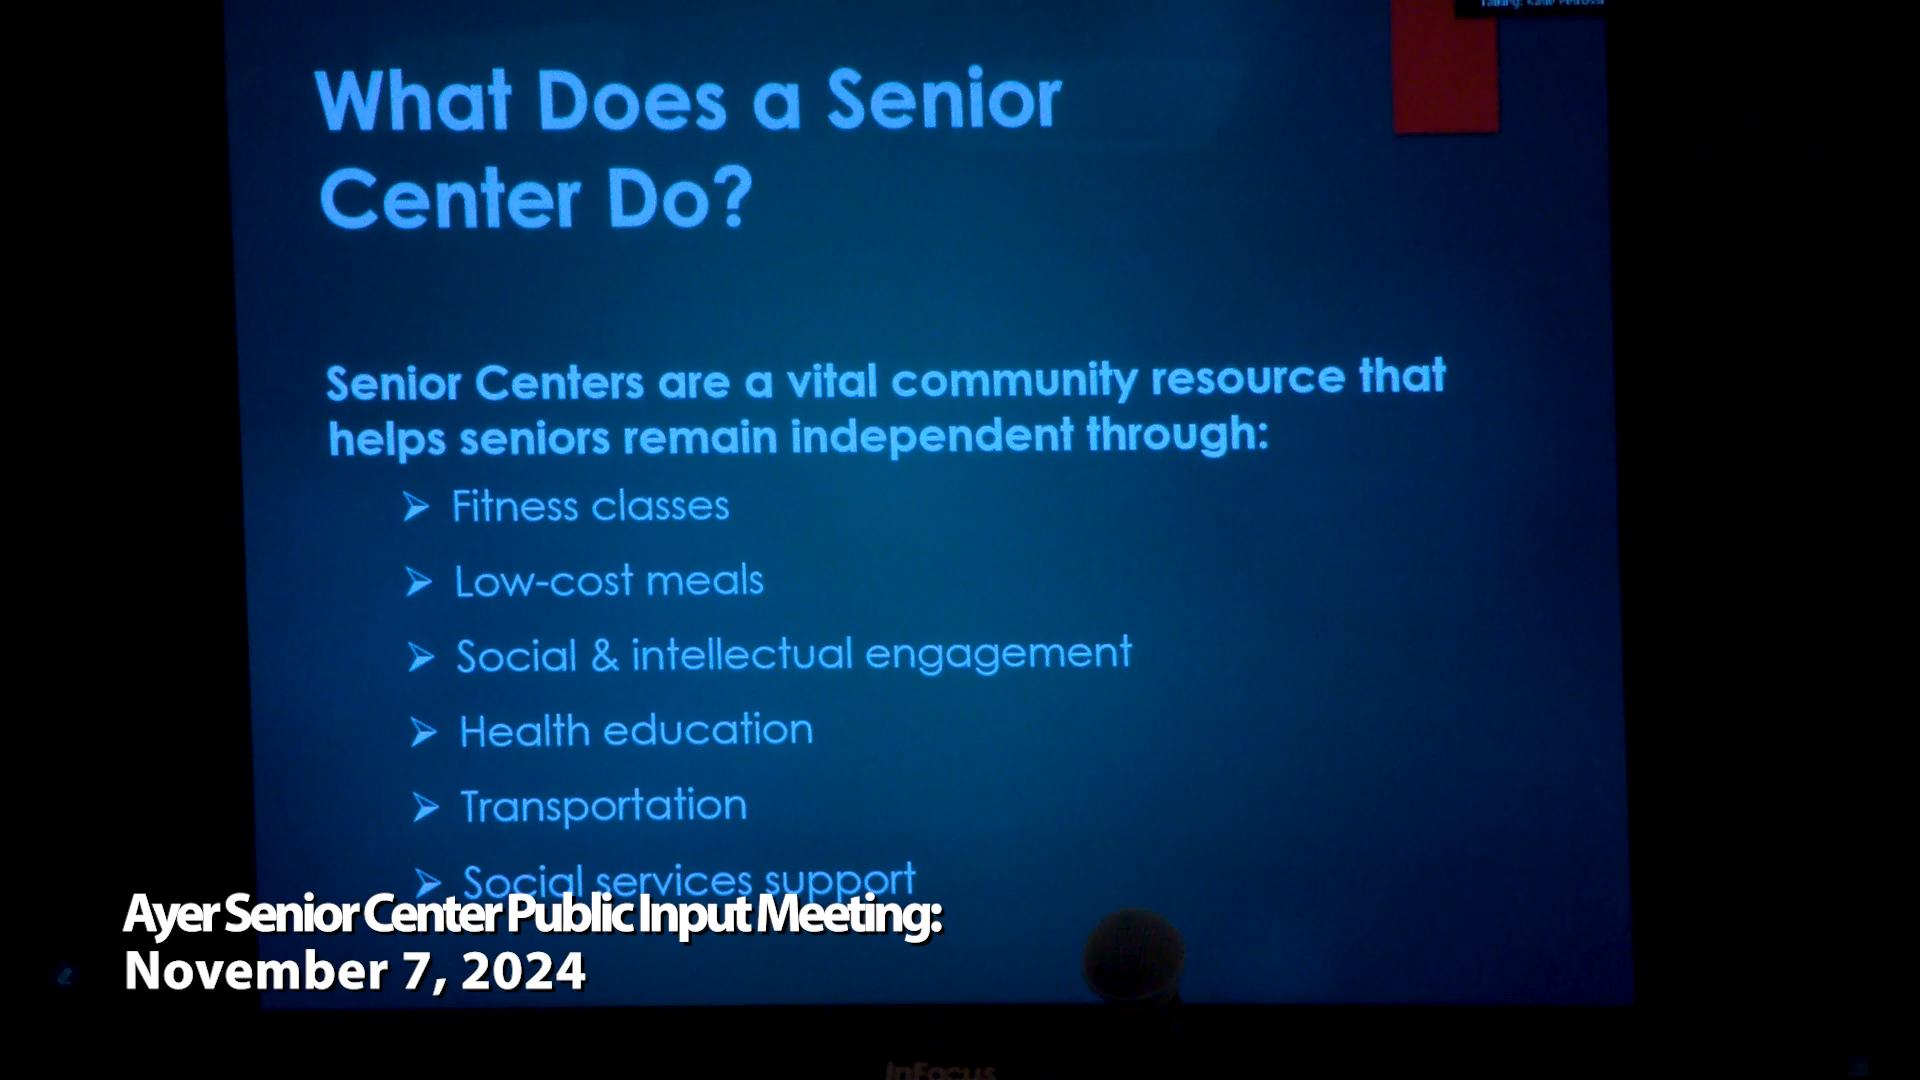 What Does a Senior
Center Do?
Senior Centers are a vital community resource that
helps seniors remain independent through:
Fitness classes
Low-cost meals
Social & intellectual engagement
Health education
Transportation
Social services support
Ayer Senior Center Public Input Meeting:
November 7, 2024
InFocus